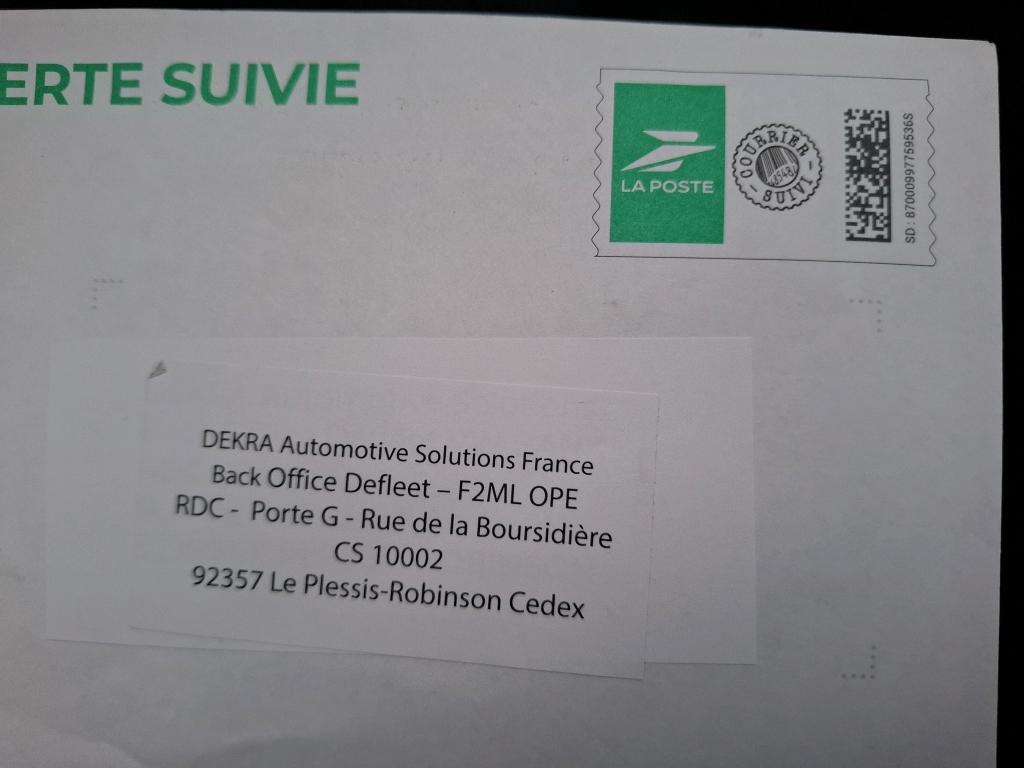 ERTE SUIVIE
LA POSTE
COURRIER
SUIVI
SD : 87000997759536S
DEKRA Automotive Solutions France
Back Office Defleet – F2ML OPE
RDC - Porte G - Rue de la Boursidière
CS 10002
92357 Le Plessis-Robinson Cedex